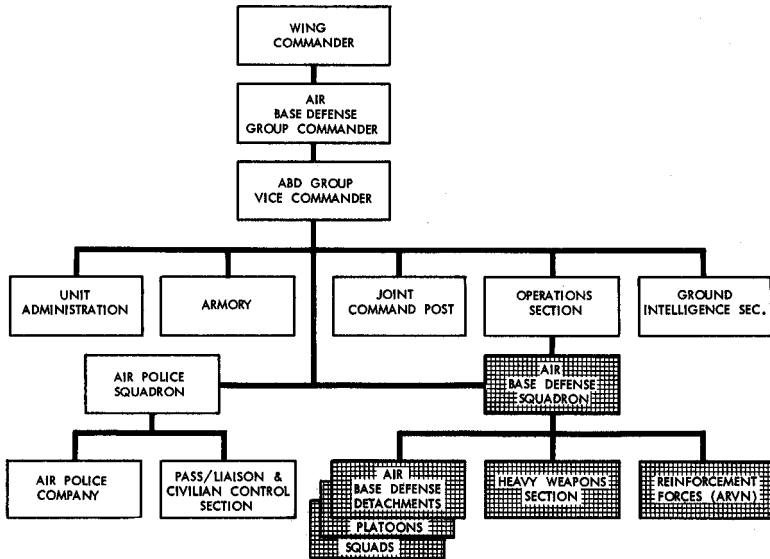 WING
COMMANDER
AIR
BASE DEFENSE
GROUP COMMANDER
ABD GROUP
VICE COMMANDER
UNIT
ADMINISTRATION
ARMORY
JOINT
COMMAND POST
OPERATIONS
SECTION
GROUND
INTELLIGENCE SEC.
AIR POLICE
SQUADRON
AIR
BASE DEFENSE
SQUADRON
AIR POLICE
COMPANY
PASS/LIAISON &
CIVILIAN CONTROL
SECTION
AIR
BASE DEFENSE
DETACHMENTS
PLATOONS
SQUADS
HEAVY WEAPONS
SECTION
REINFORCEMENT
FORCES (ARVN)